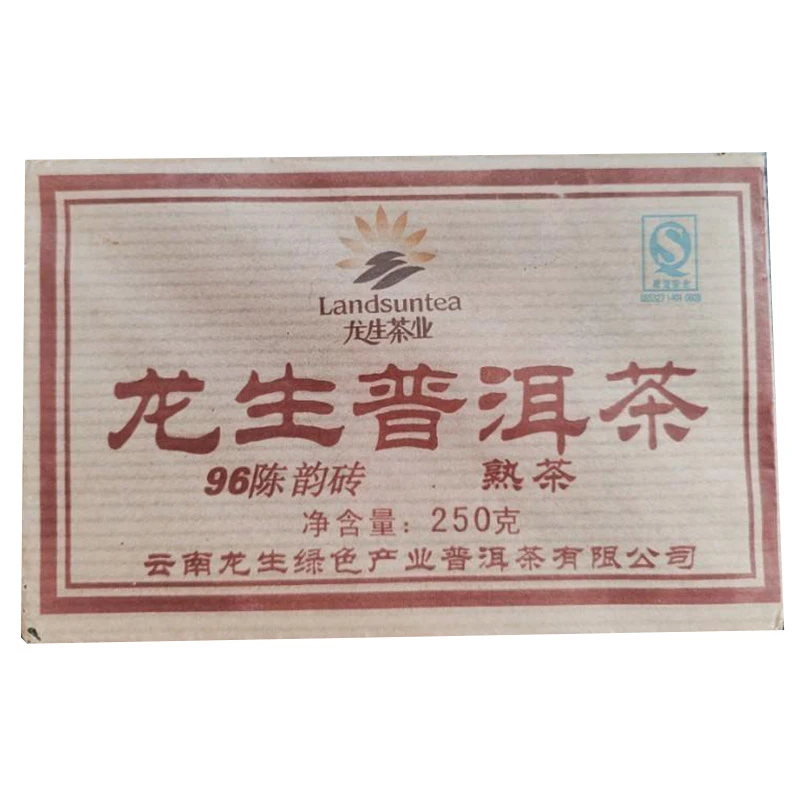 Landsuntea
龙生茶业
龙生普洱茶
96陈韵砖 熟茶
净含量：250克
云南龙生绿色产业普洱茶有限公司